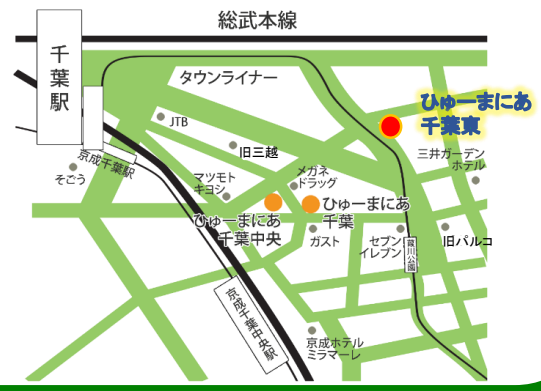 総武本線
千葉駅
タウンライナー
ひゅーまにあ
千葉東
JTB
旧三越
三井ガーデン
ホテル
京成千葉駅
そごう
マツモト
キヨシ
メガネ
ドラッグ
ひゅーまにあ
千葉
ひゅーまにあ
千葉中央
ガスト
セブン
イレブン
葭川公園
旧パルコ
京成千葉中央駅
京成ホテル
ミラマーレ